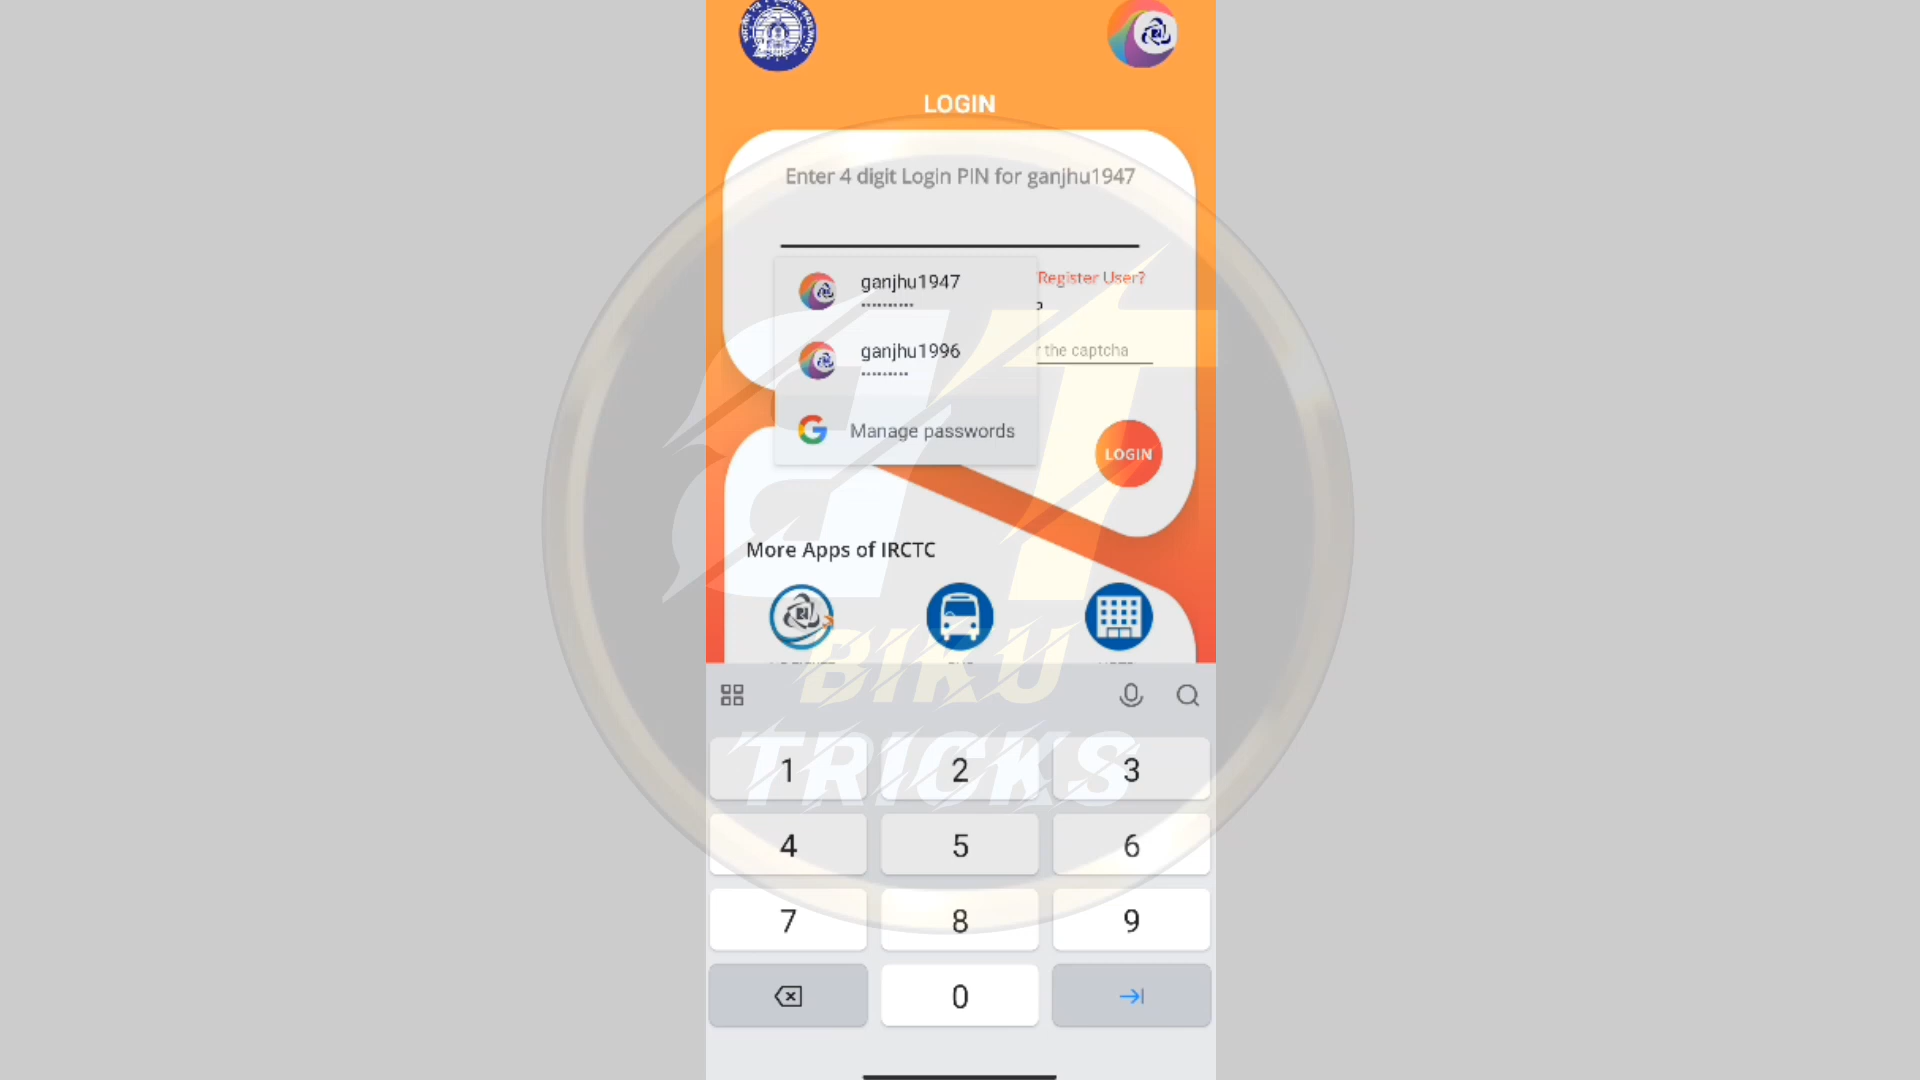 LOGIN
Enter 4 digit Login PIN for ganjhu1947
ganjhu1947
Register User?
ganjhu1996
the captcha
Manage passwords
LOGIN
More Apps of IRCTC
BT
BIKU
TRICKS
1 2 3
4 5 6
7 8 9
0